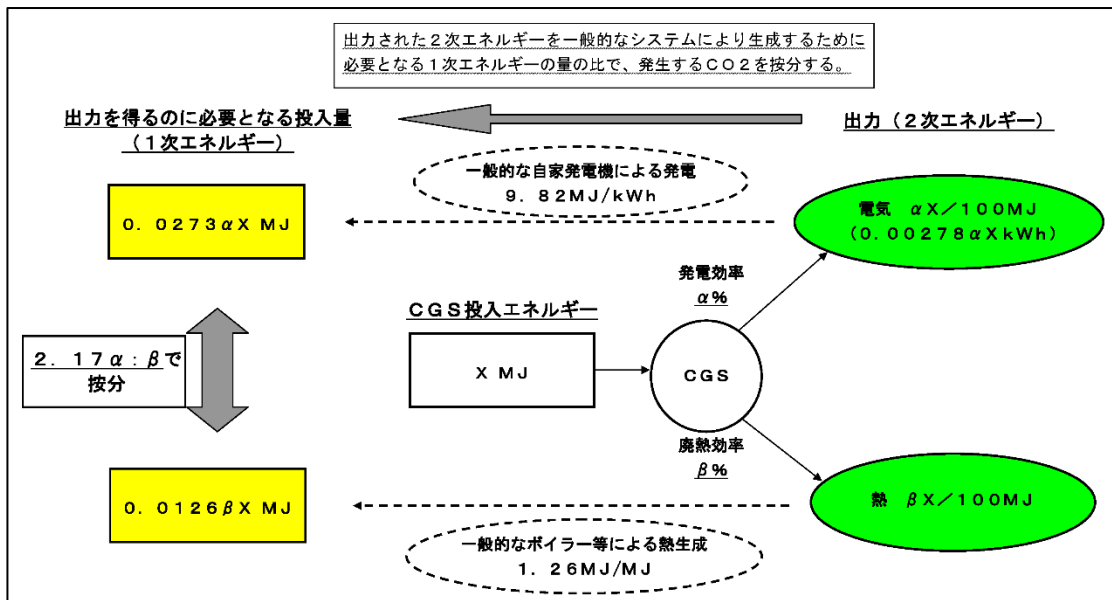 出力された2次エネルギーを一般的なシステムにより生成するために
必要となる1次エネルギーの量の比で、発生するCO2を按分する。
出力を得るのに必要となる投入量
(1次エネルギー)
出力(2次エネルギー)
一般的な自家発電機による発電
9.82MJ/kWh
0.0273αX MJ
電気 αX/100MJ
(0.00278αXkWh)
発電効率
α%
CGS投入エネルギー
2.17α:βで
按分
X MJ
CGS
廃熱効率
β%
0.0126βX MJ
熱 βX/100MJ
一般的なボイラー等による熱生成
1.26MJ/MJ